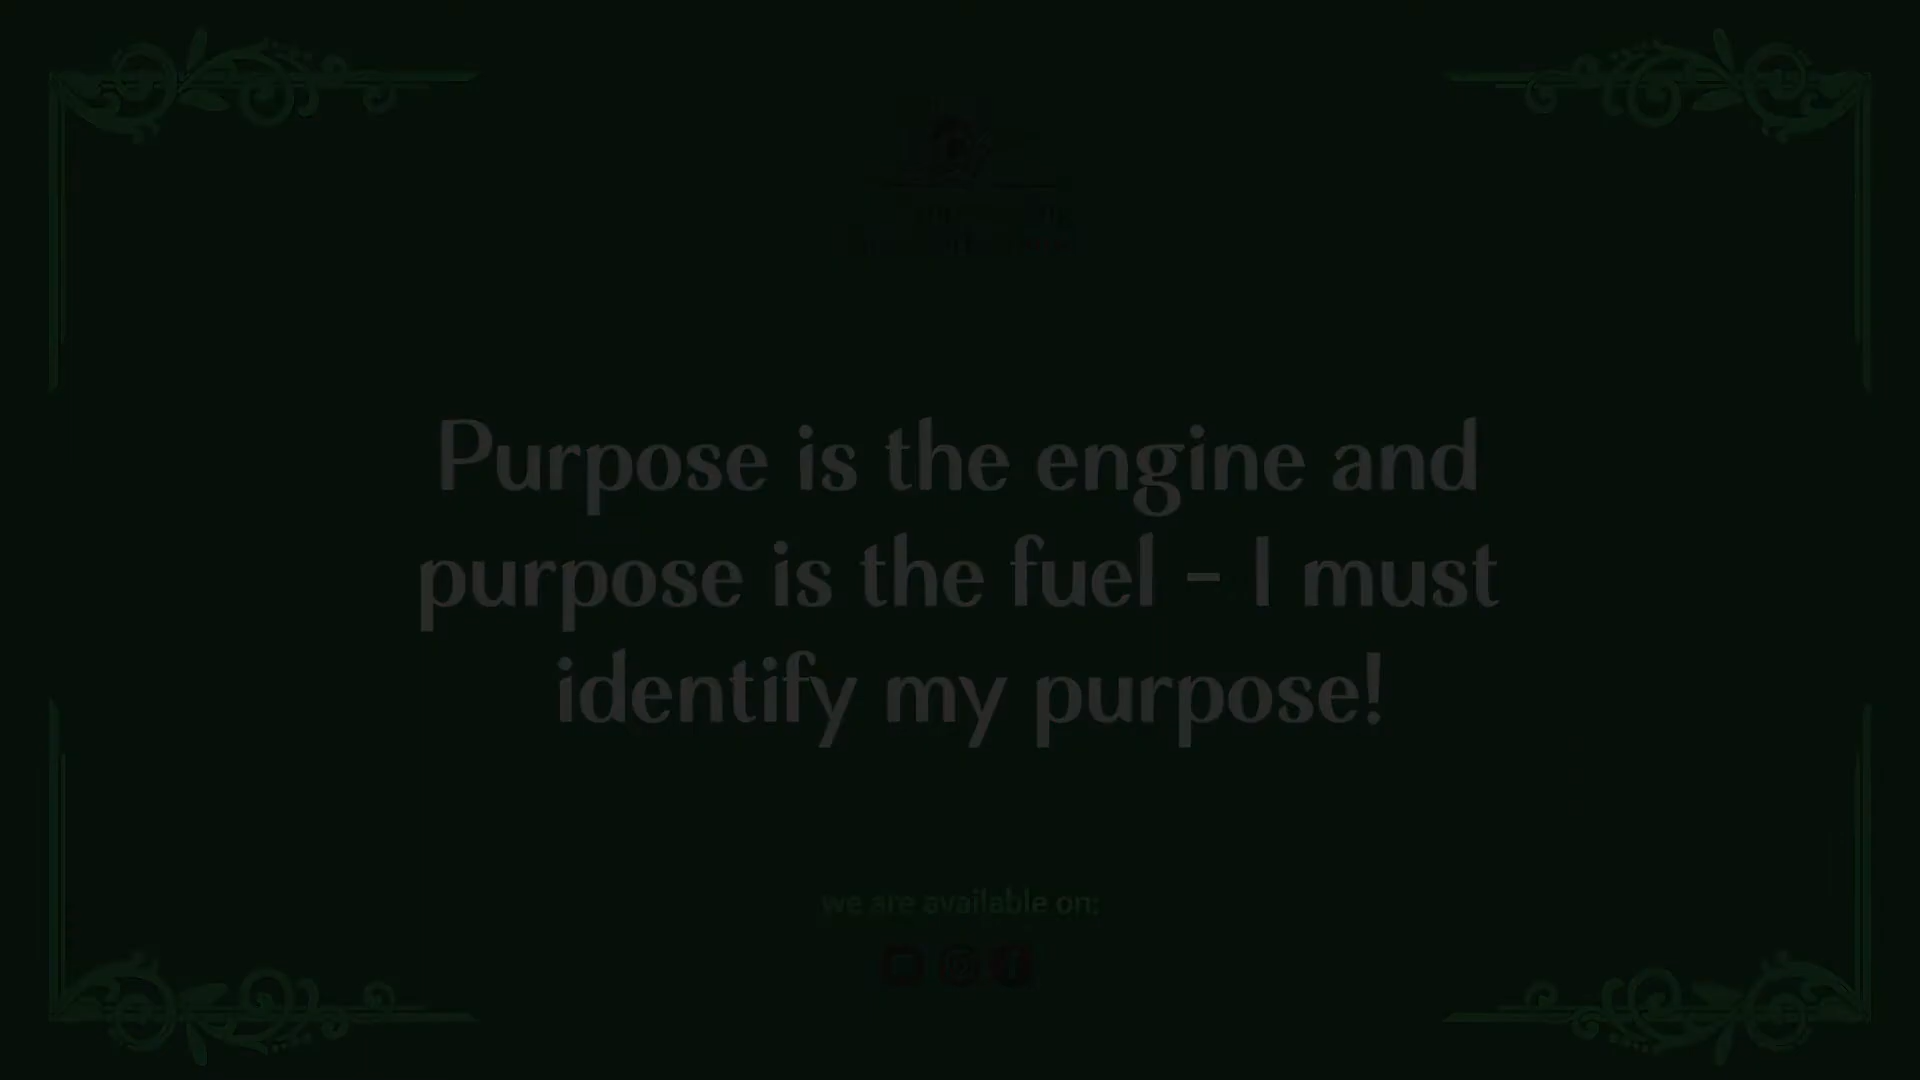 Purpose is the engine and
purpose is the fuel - I must
identify my purpose!
we are available on: